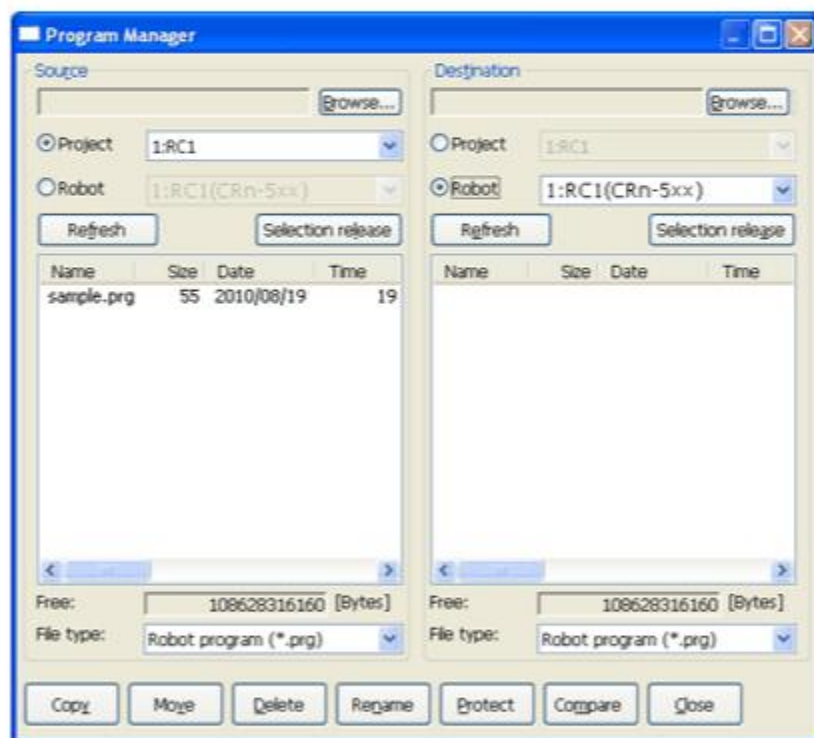 Program Manager
Source
Browse...
Project 1:RC1
Robot 1:RC1(CRn-5xx)
Refresh Selection release
Name Size Date Time
sample.prg 55 2010/08/19 19
Free: 108628316160 [Bytes]
File type: Robot program (*.prg)
Destination
Browse...
Project 1:RC1
Robot 1:RC1(CRn-5xx)
Refresh Selection release
Name Size Date Time
Free: 108628316160 [Bytes]
File type: Robot program (*.prg)
Copy Move Delete Rename Protect Compare Close